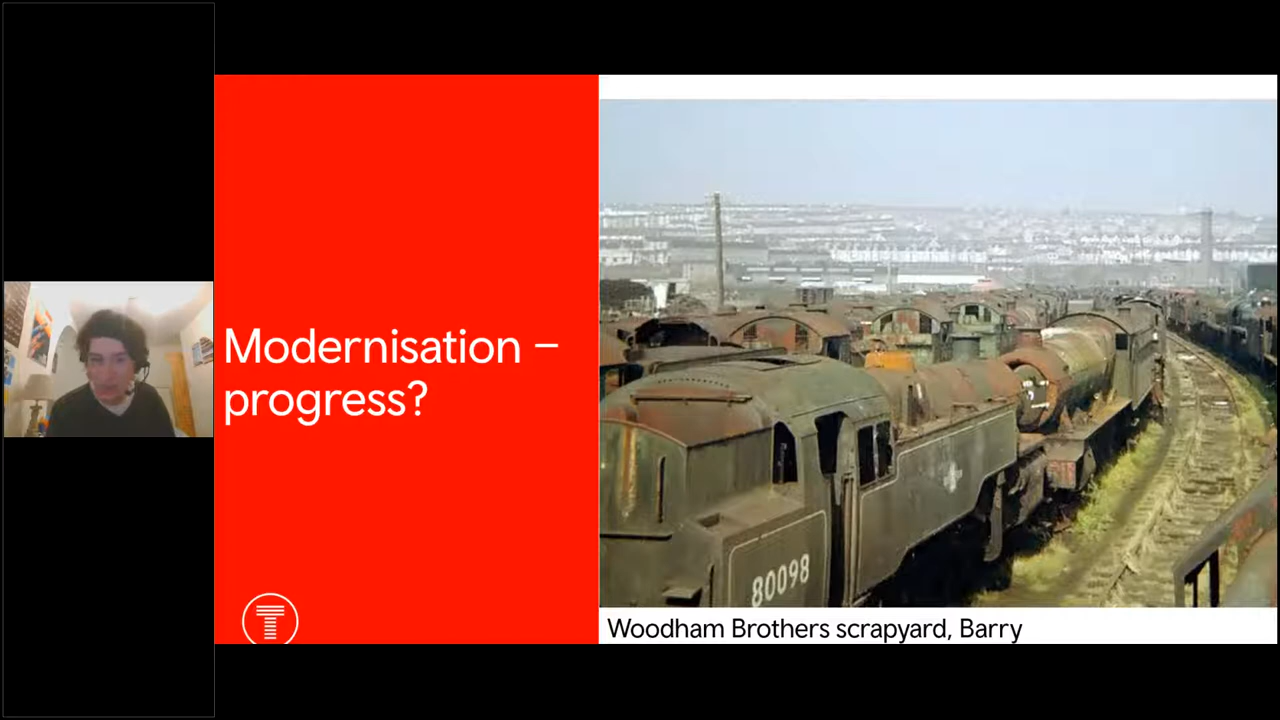 Modernisation –
progress?
80098
T
Woodham Brothers scrapyard, Barry